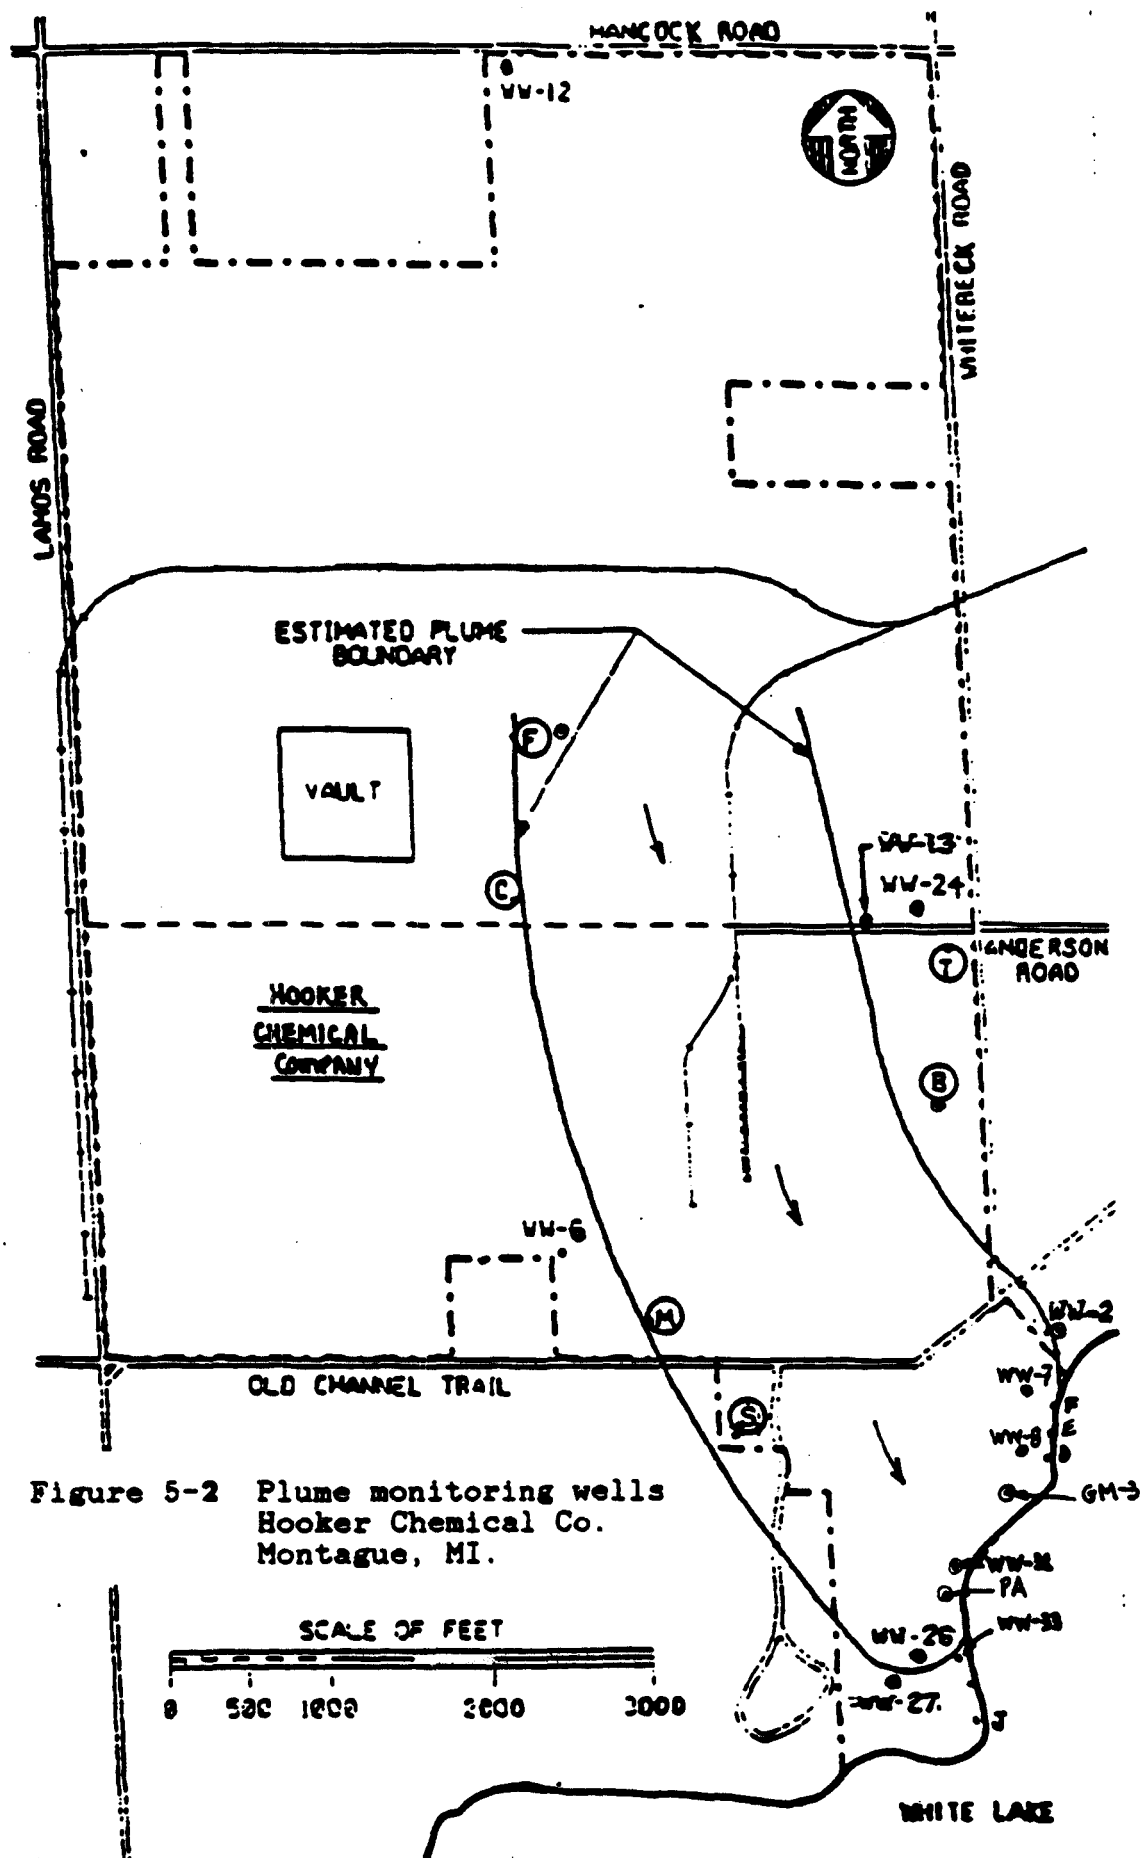 HANCOCK ROAD
WW-12
NORTH
WHITEBECK ROAD
LAMOS ROAD
ESTIMATED PLUME
BOUNDARY
F
VAULT
WW-13
WW-24
C
ANDERSON
ROAD
T
HOOKER
CHEMICAL
COMPANY
B
WW-6
M
WW-2
OLD CHANNEL TRAIL
WW-7
S
F
E
WW-8
D
Figure 5-2 Plume monitoring wells
Hooker Chemical Co.
Montague, MI.
GM-3
PA
SCALE OF FEET
WW-33
WW-26
0 500 1000 2000 3000
WW-27
J
WHITE LAKE